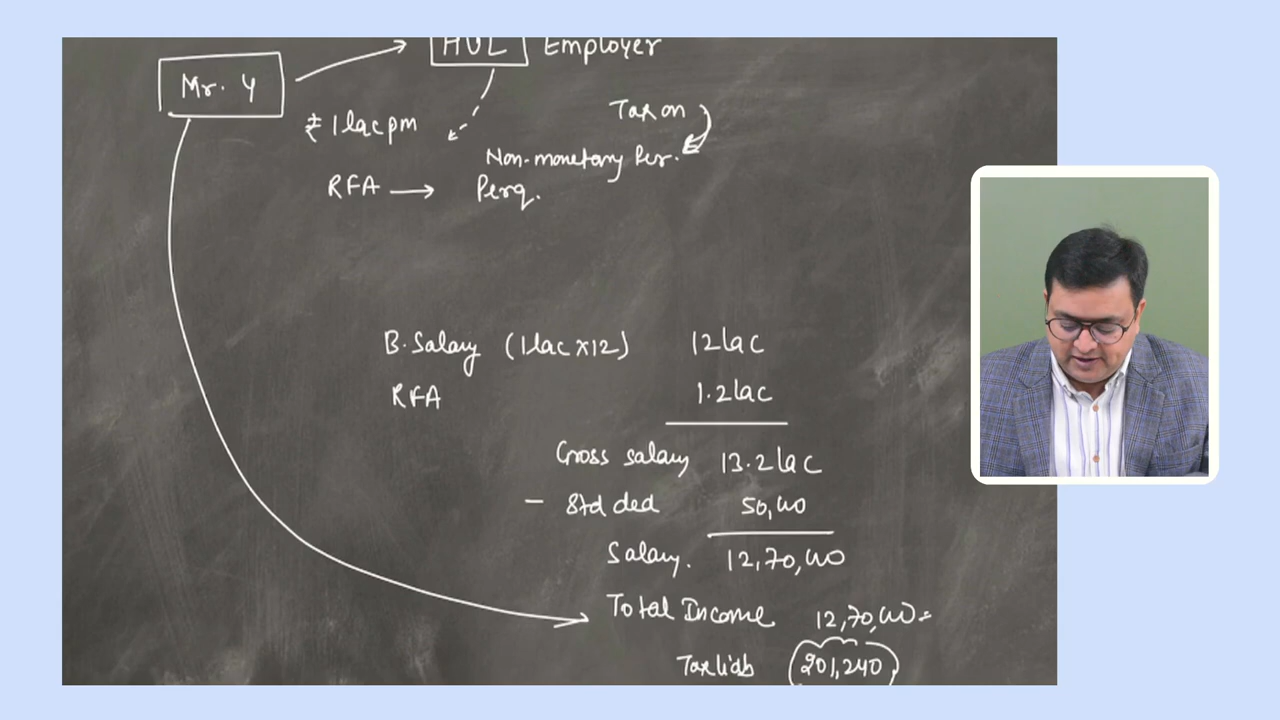 HUL Employer
Mr. Y
₹ 1 lac pm
Tax on
Non-monetary Per.
RFA → Perq.
B. Salary (1 lac x 12) 12 lac
RFA 1.2 lac
Gross salary 13.2 lac
- Std ded 50,000
Salary. 12,70,000
Total Income 12,70,000=
Tax liab 201,240